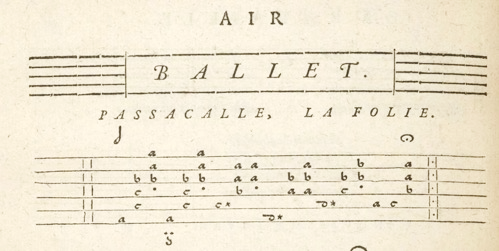 AIR
BALLET.
PASSACALLE, LA FOLIE.
a a
a a a a a b a
b b b b a a b b b b
c c b a a c b
c c c a c
a a